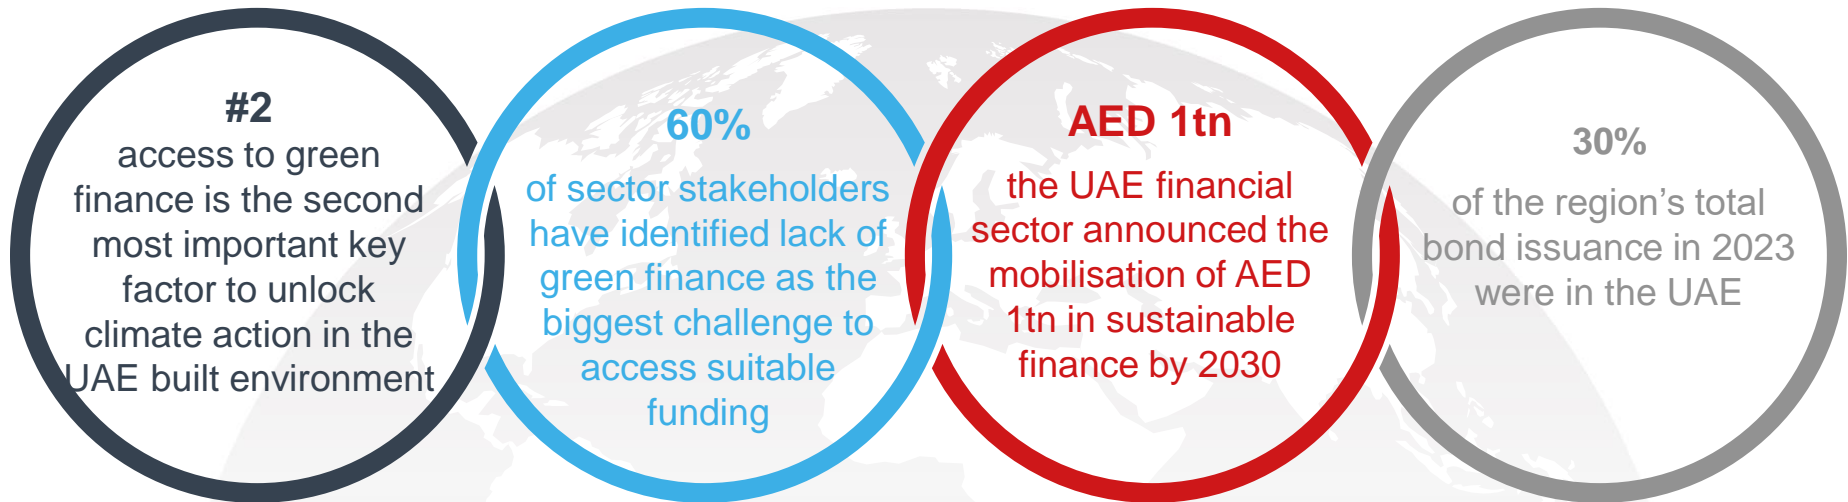 #2
access to green
finance is the second
most important key
factor to unlock
climate action in the
UAE built environment
60%
of sector stakeholders
have identified lack of
green finance as the
biggest challenge to
access suitable
funding
AED 1tn
the UAE financial
sector announced the
mobilisation of AED
1tn in sustainable
finance by 2030
30%
of the region’s total
bond issuance in 2023
were in the UAE